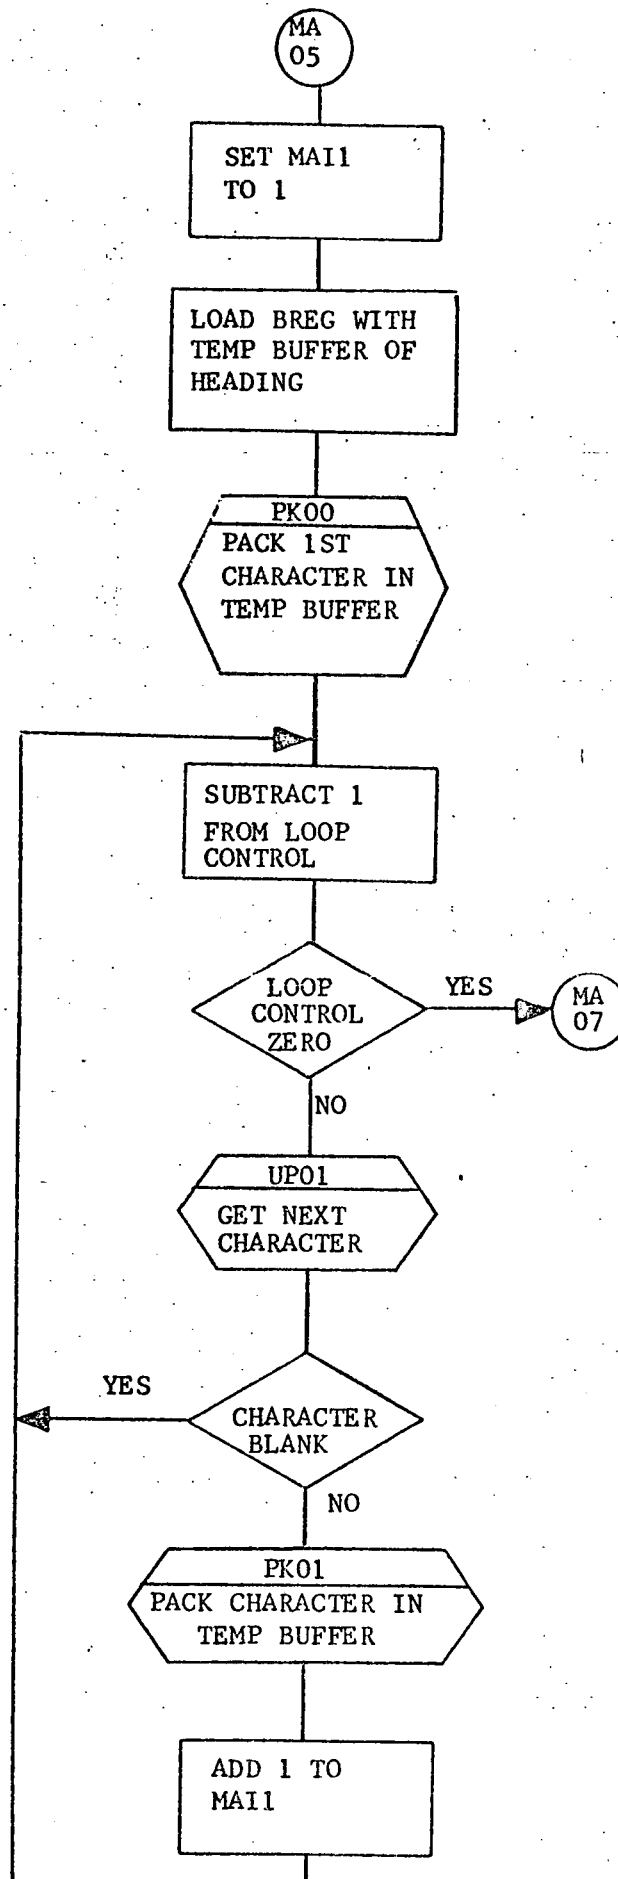 MA
05
SET MAI1
TO 1
LOAD BREG WITH
TEMP BUFFER OF
HEADING
PK00
PACK 1ST
CHARACTER IN
TEMP BUFFER
SUBTRACT 1
FROM LOOP
CONTROL
LOOP
CONTROL
ZERO
YES
MA
07
NO
UP01
GET NEXT
CHARACTER
YES
CHARACTER
BLANK
NO
PK01
PACK CHARACTER IN
TEMP BUFFER
ADD 1 TO
MAI1